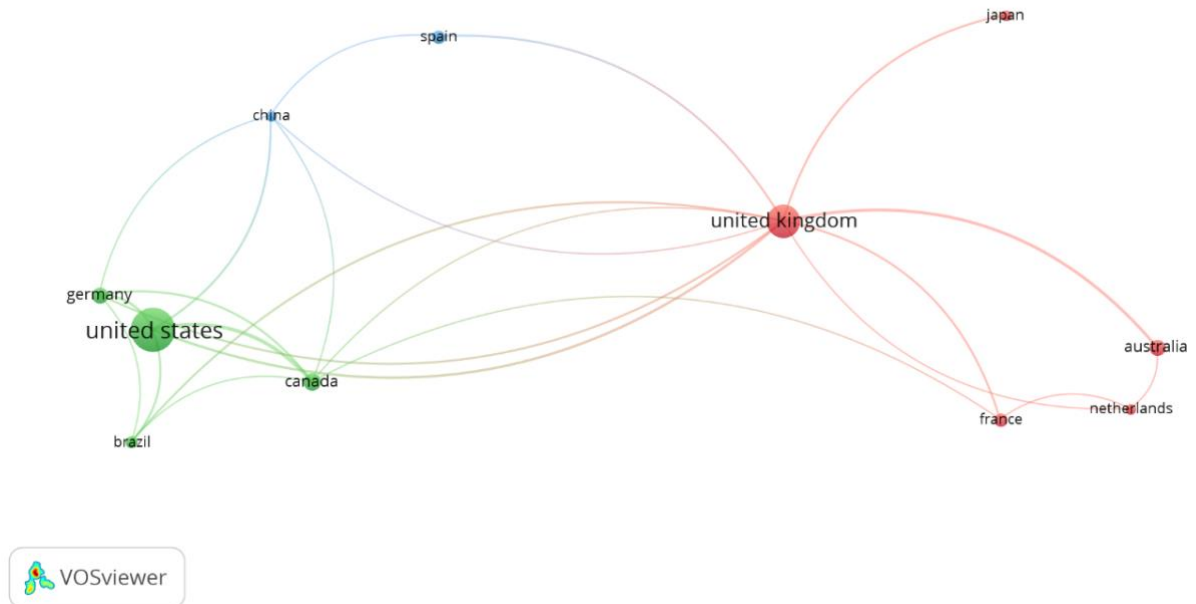 japan
spain
china
united kingdom
germany
united states
australia
canada
netherlands
france
brazil
VOSviewer